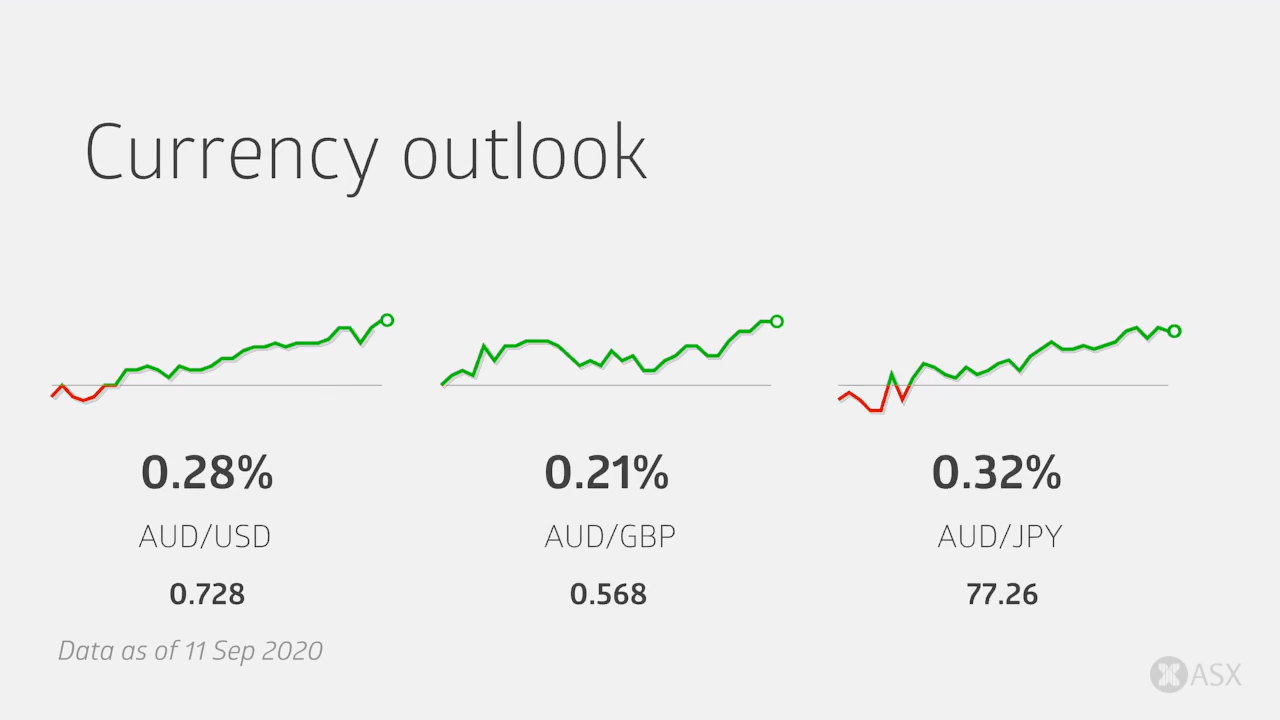 Currency outlook
0.28%
AUD/USD
0.728
0.21%
AUD/GBP
0.568
0.32%
AUD/JPY
77.26
Data as of 11 Sep 2020
ASX